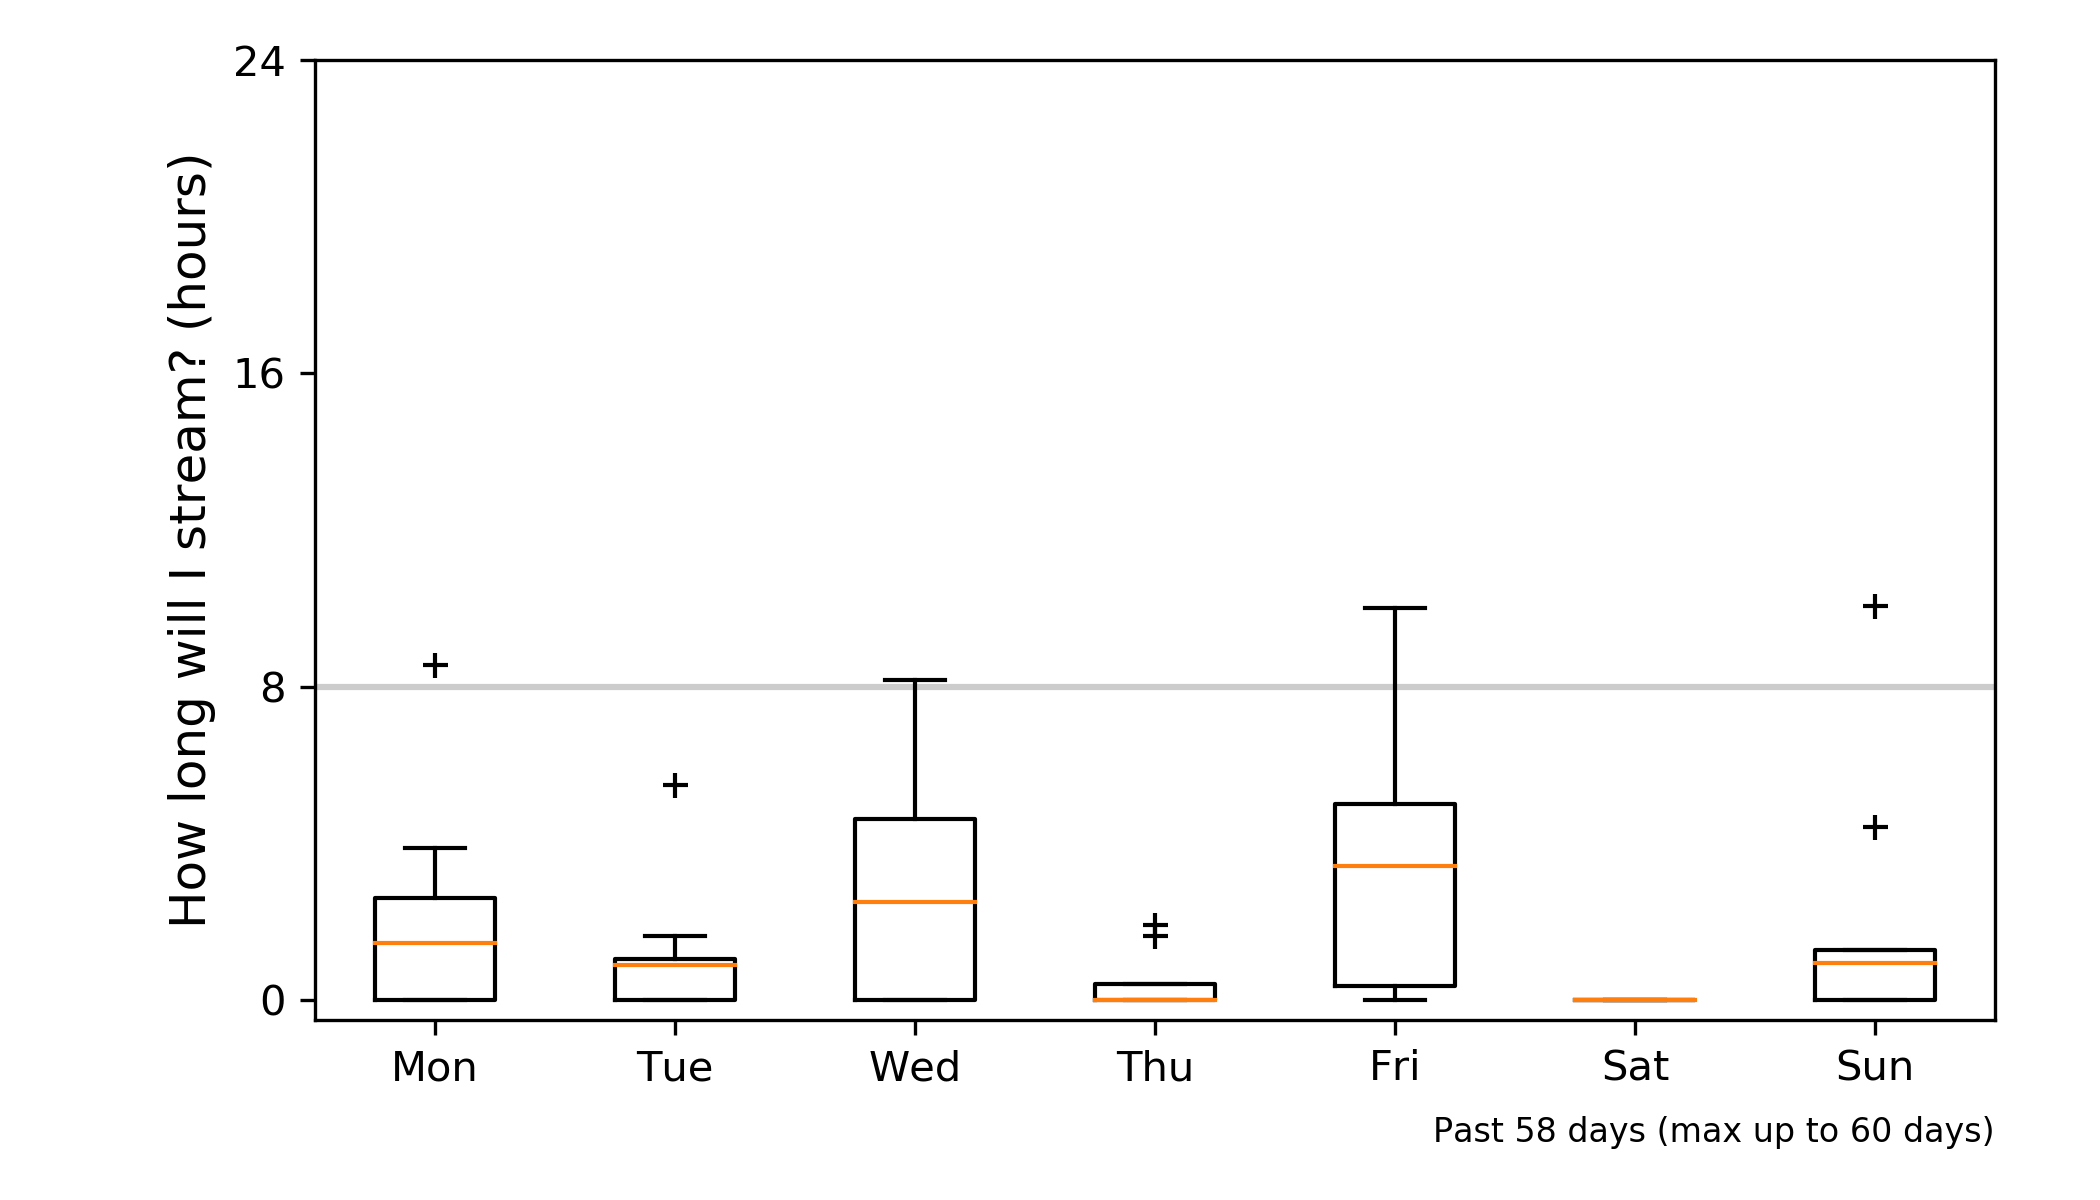 How long will I stream? (hours)
24
16
8
0
Mon Tue Wed Thu Fri Sat Sun
Past 58 days (max up to 60 days)